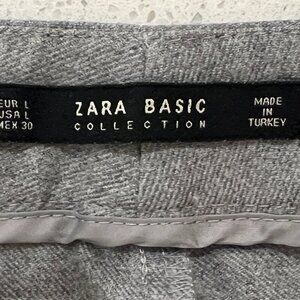 EUR L
USA L
MEX 30
ZARA BASIC
COLLECTION
MADE
IN
TURKEY